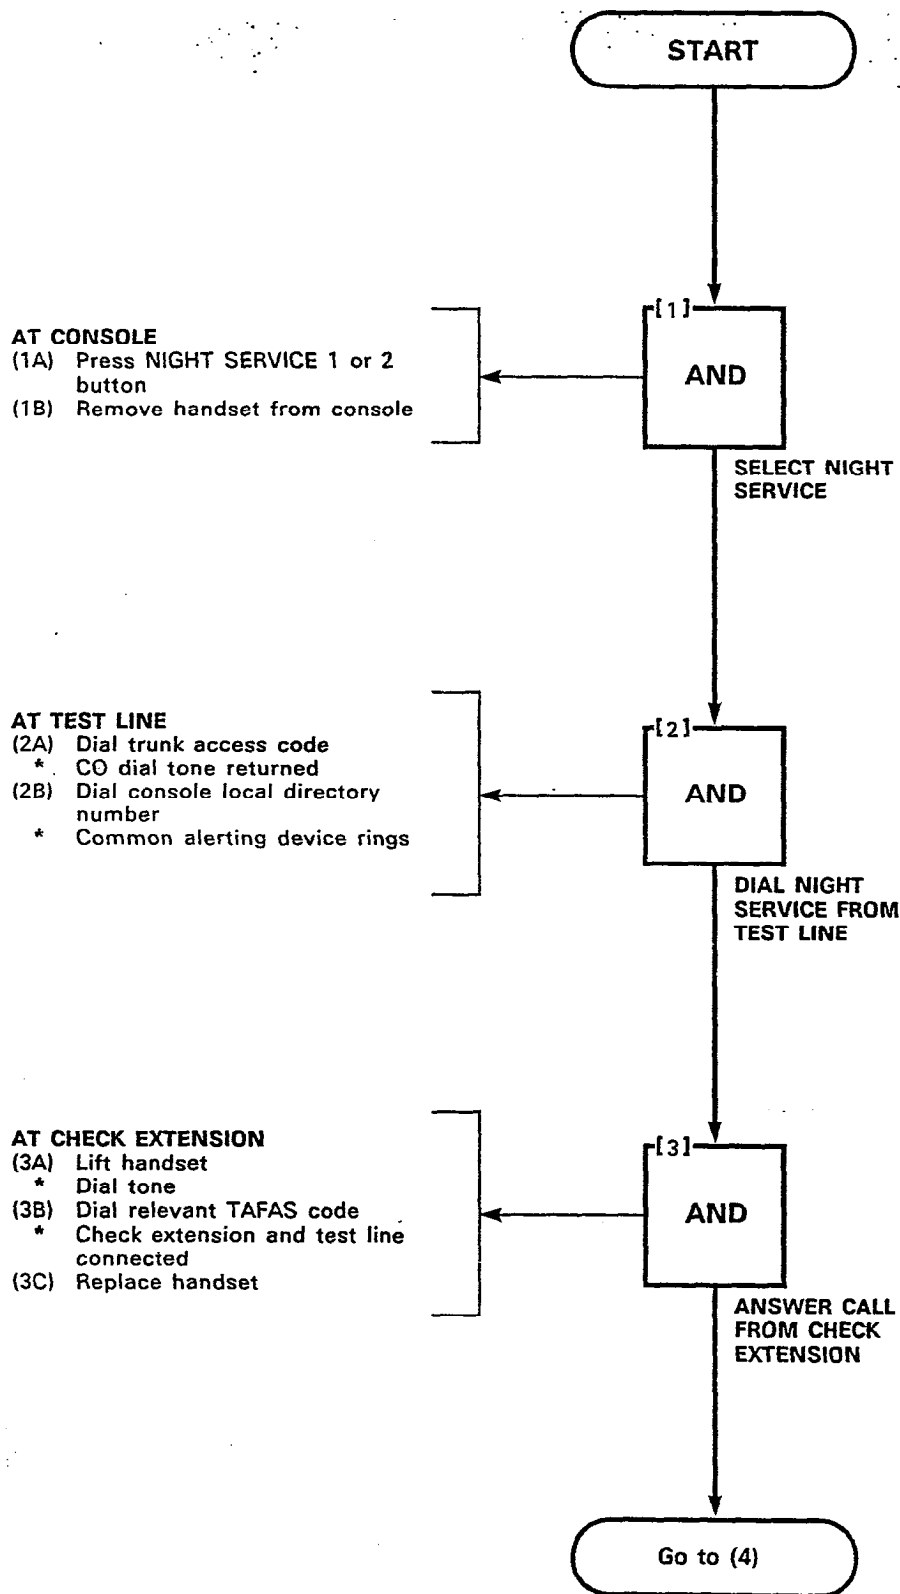 START
[1]
AND
AT CONSOLE
(1A) Press NIGHT SERVICE 1 or 2
button
(1B) Remove handset from console
SELECT NIGHT
SERVICE
[2]
AND
AT TEST LINE
(2A) Dial trunk access code
* CO dial tone returned
(2B) Dial console local directory
number
* Common alerting device rings
DIAL NIGHT
SERVICE FROM
TEST LINE
[3]
AND
AT CHECK EXTENSION
(3A) Lift handset
* Dial tone
(3B) Dial relevant TAFAS code
* Check extension and test line
connected
(3C) Replace handset
ANSWER CALL
FROM CHECK
EXTENSION
Go to (4)